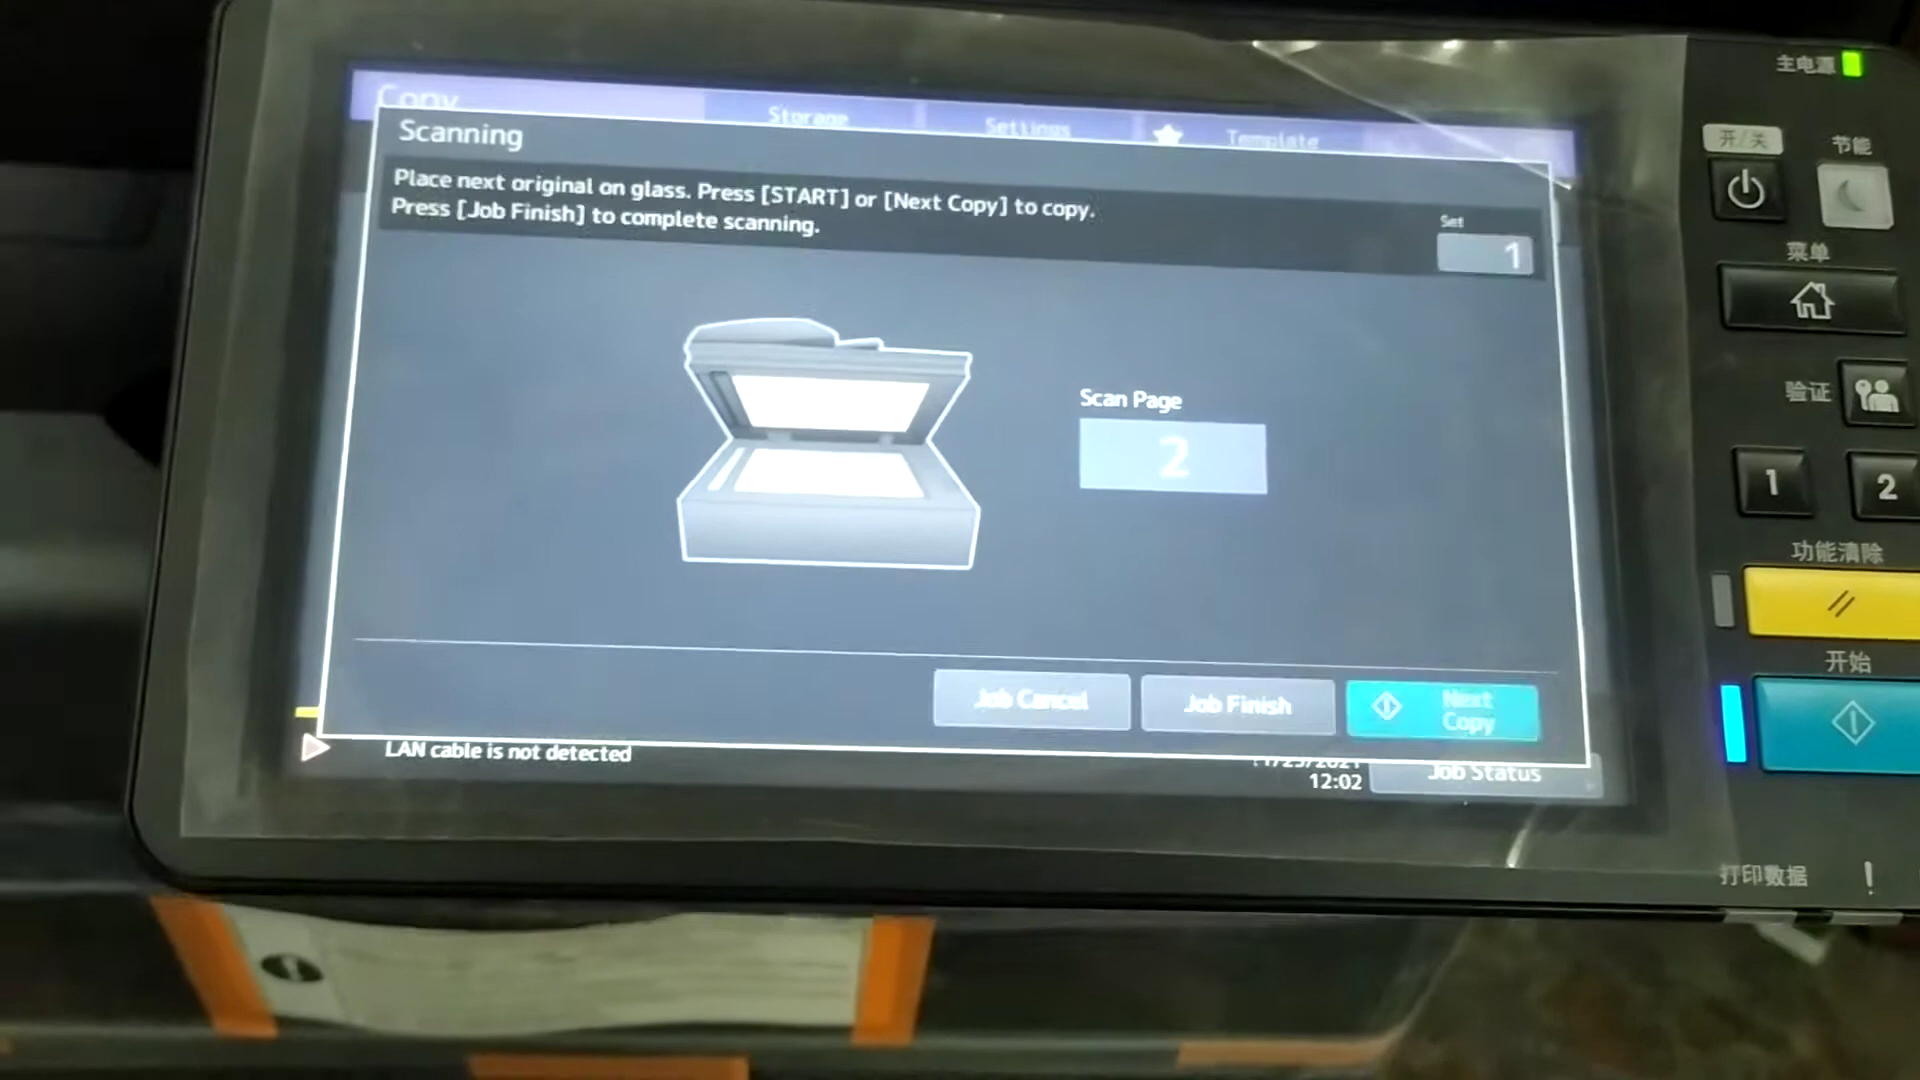 主电源
Copy
Storage
Settings
Template
Scanning
开/关
节能
Place next original on glass. Press [START] or [Next Copy] to copy.
Press [Job Finish] to complete scanning.
Set
1
菜单
Scan Page
2
验证
1
2
功能清除
开始
Job Cancel
Job Finish
Next
Copy
LAN cable is not detected
12:02
Job Status
打印数据
!